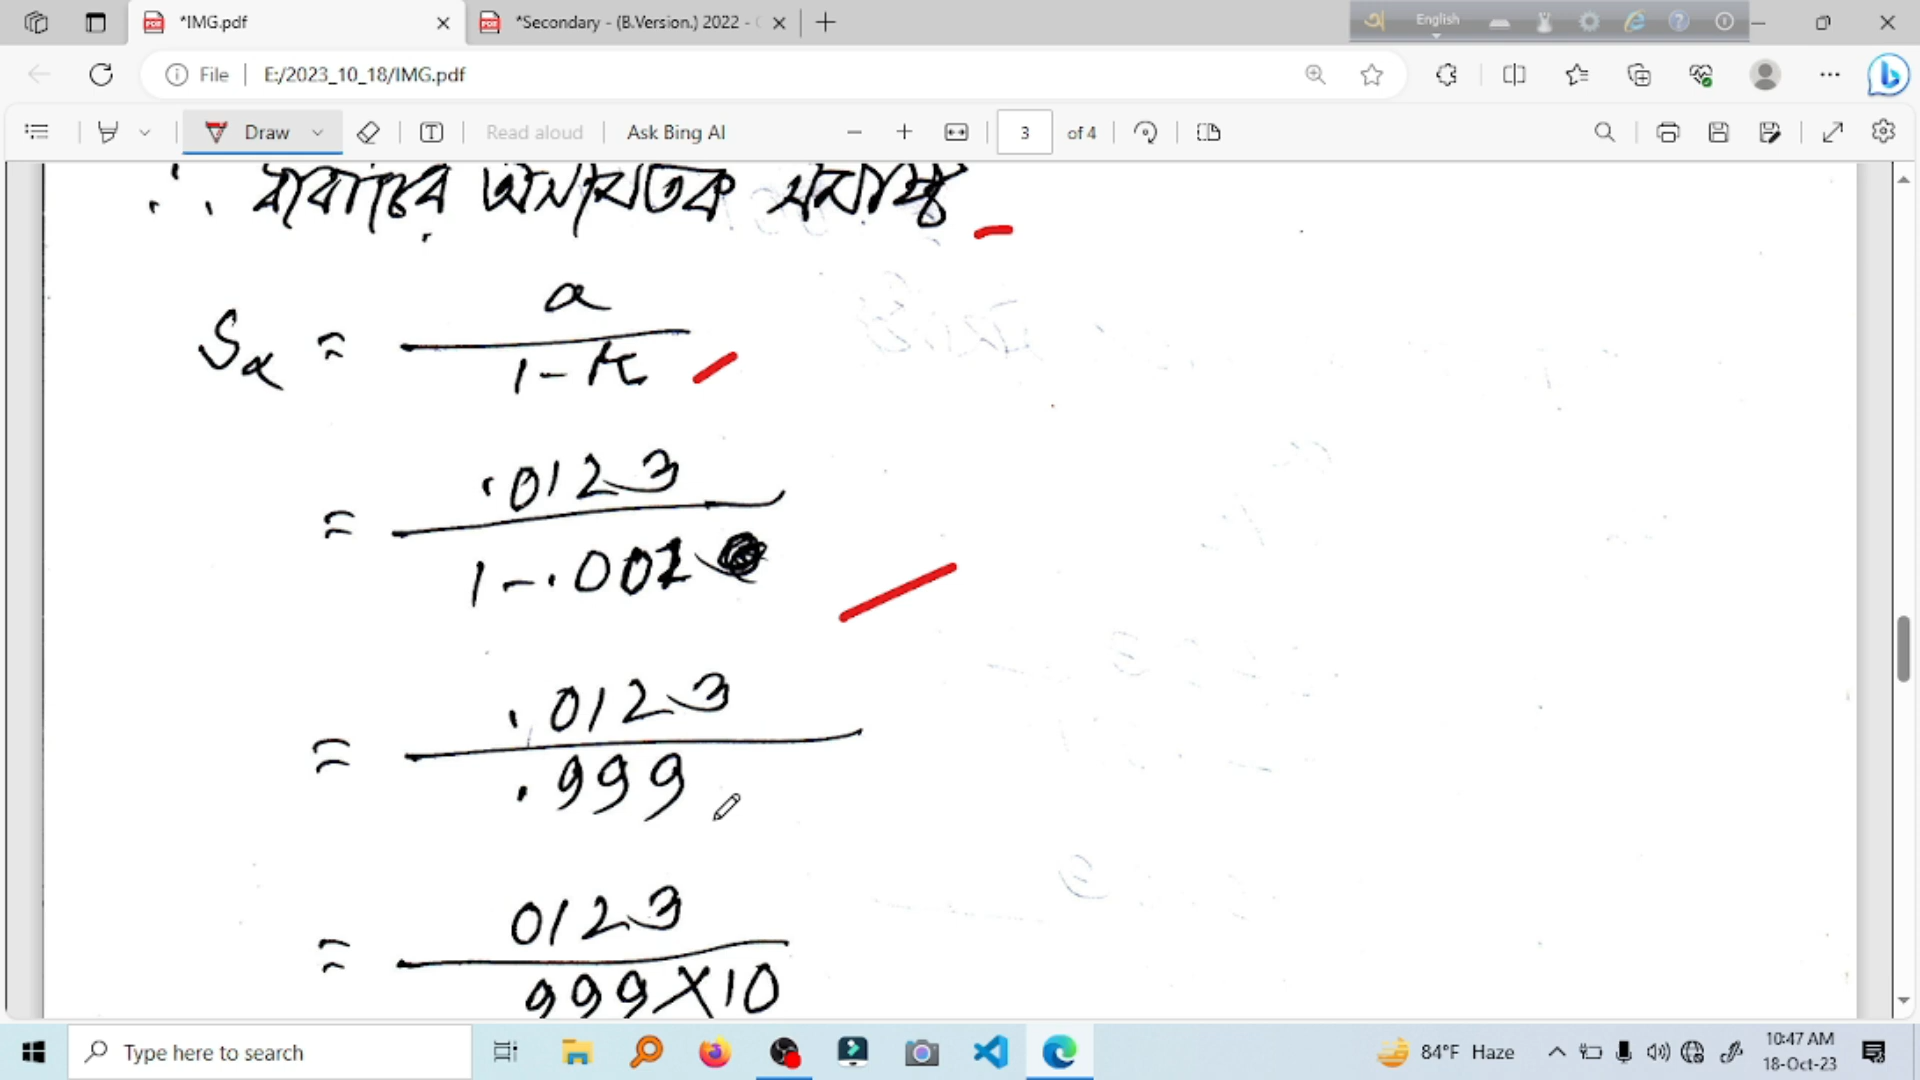 *IMG.pdf
*Secondary - (B.Version.) 2022 -
English
File
E:/2023_10_18/IMG.pdf
Draw
Read aloud
Ask Bing AI
3
of 4
∴ ধারাটির অসীমতক সমষ্টি
S∝ = a
1-r
= .0123
1-.001
= .0123
.999
= 0123
999×10
Type here to search
84°F Haze
10:47 AM
18-Oct-23